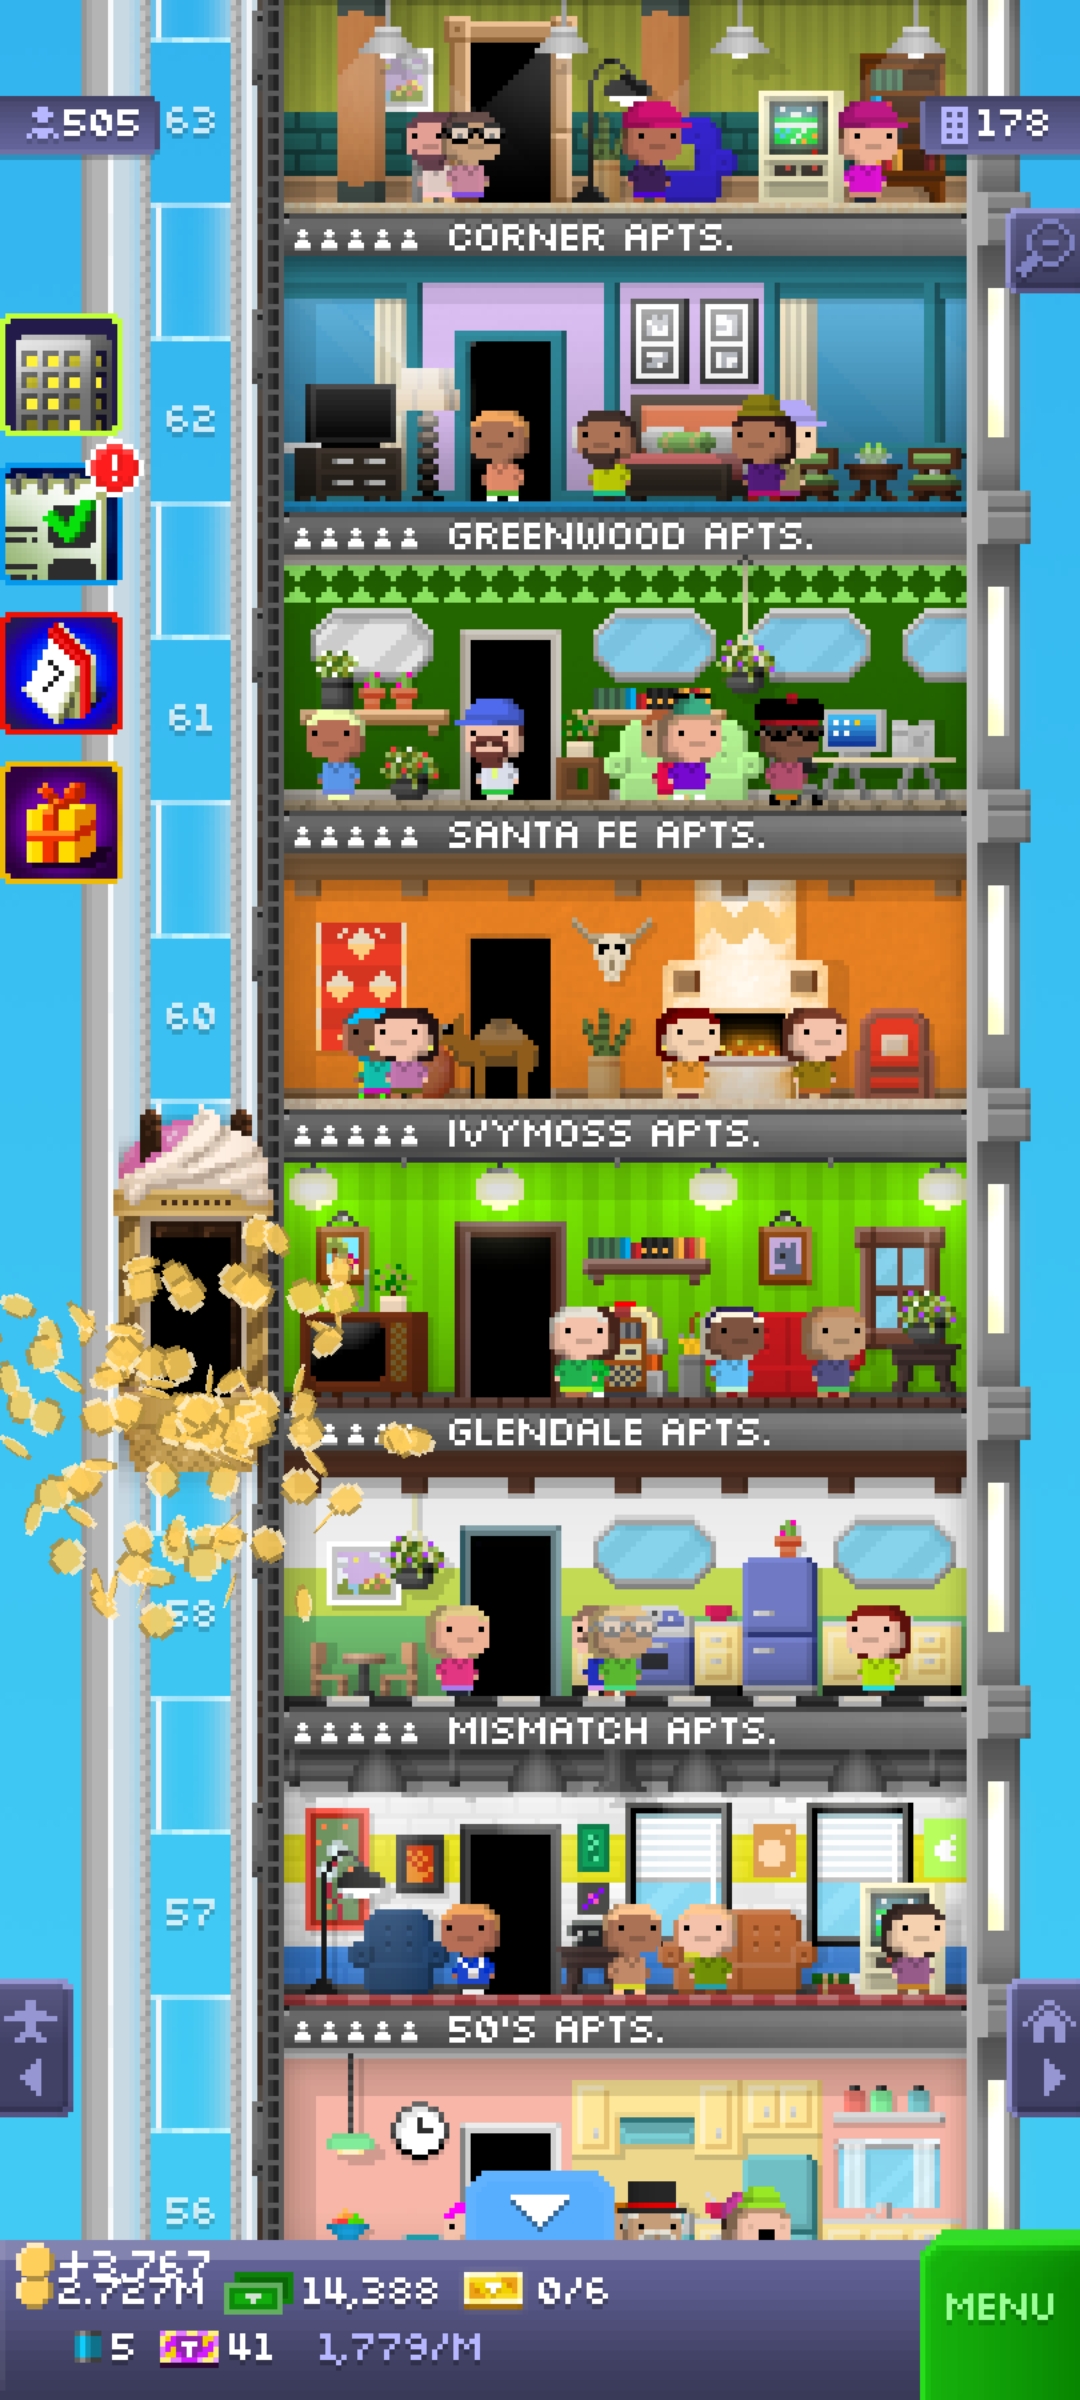 505
63
178
CORNER APTS.
62
GREENWOOD APTS.
61
SANTA FE APTS.
60
IVYMOSS APTS.
GLENDALE APTS.
58
MISMATCH APTS.
57
50'S APTS.
56
+3,767
2.727M
14,388
0/6
MENU
5
41
1,779/M